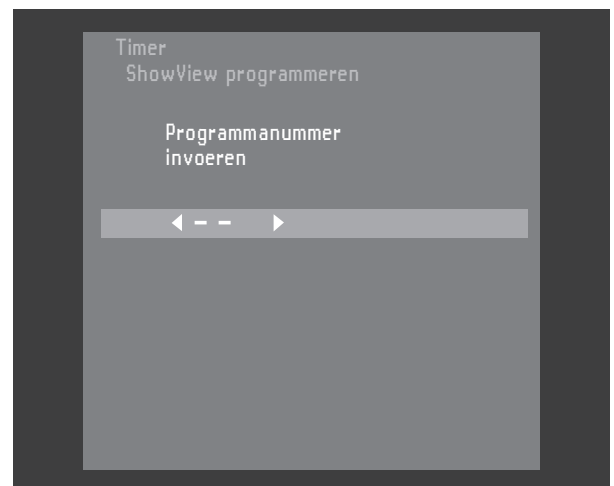 Timer
ShowView programmeren
Programmanummer
invoeren
◀ – – ▶